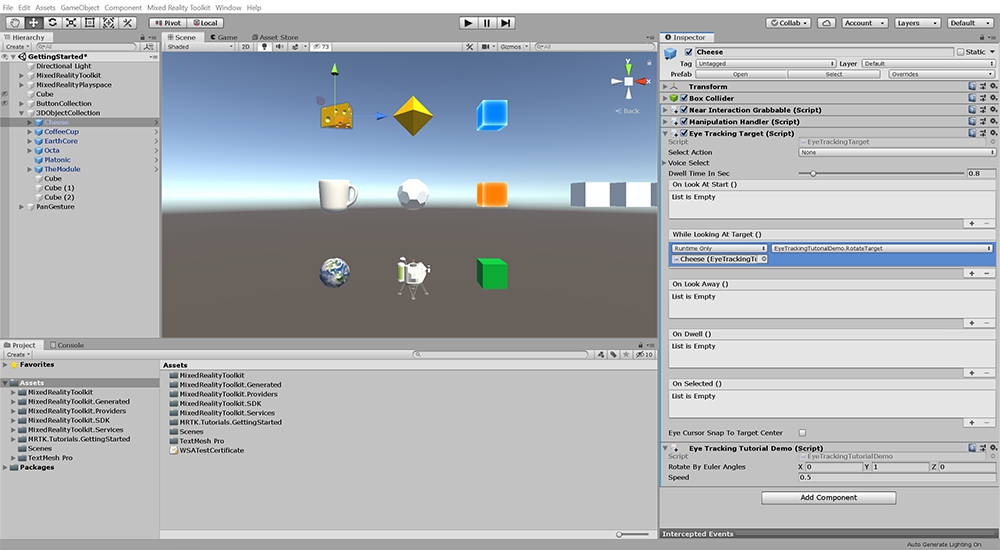 File Edit Assets GameObject Component Mixed Reality Toolkit Window Help
Pivot Local Collab Account Layers Default
Hierarchy
Create All
GettingStarted*
Directional Light
MixedRealityToolkit
MixedRealityPlayspace
Cube
ButtonCollection
3DObjectCollection
Cheese
CoffeeCup
EarthCore
Octa
Platonic
TheModule
Cube
Cube (1)
Cube (2)
PanGesture
Scene Game Asset Store
Shaded 2D 73 Gizmos All
y
x
Back
Project Console
Create 10
Favorites
Assets
MixedRealityToolkit
MixedRealityToolkit.Generated
MixedRealityToolkit.Providers
MixedRealityToolkit.SDK
MixedRealityToolkit.Services
MRTK.Tutorials.GettingStarted
Scenes
TextMesh Pro
Packages
Assets
MixedRealityToolkit
MixedRealityToolkit.Generated
MixedRealityToolkit.Providers
MixedRealityToolkit.SDK
MixedRealityToolkit.Services
MRTK.Tutorials.GettingStarted
Scenes
TextMesh Pro
WSATestCertificate
Inspector
Cheese Static
Tag Untagged Layer Default
Prefab Open Select Overrides
Transform
Box Collider
Near Interaction Grabbable (Script)
Manipulation Handler (Script)
Eye Tracking Target (Script)
Script EyeTrackingTarget
Select Action None
Voice Select
Dwell Time In Sec 0.8
On Look At Start ()
List is Empty
While Looking At Target ()
Runtime Only EyeTrackingTutorialDemo.RotateTarget
Cheese (EyeTrackingTu
On Look Away ()
List is Empty
On Dwell ()
List is Empty
On Selected ()
List is Empty
Eye Cursor Snap To Target Center
Eye Tracking Tutorial Demo (Script)
Script EyeTrackingTutorialDemo
Rotate By Euler Angles X 0 Y 1 Z 0
Speed 0.5
Add Component
Intercepted Events
Auto Generate Lighting On